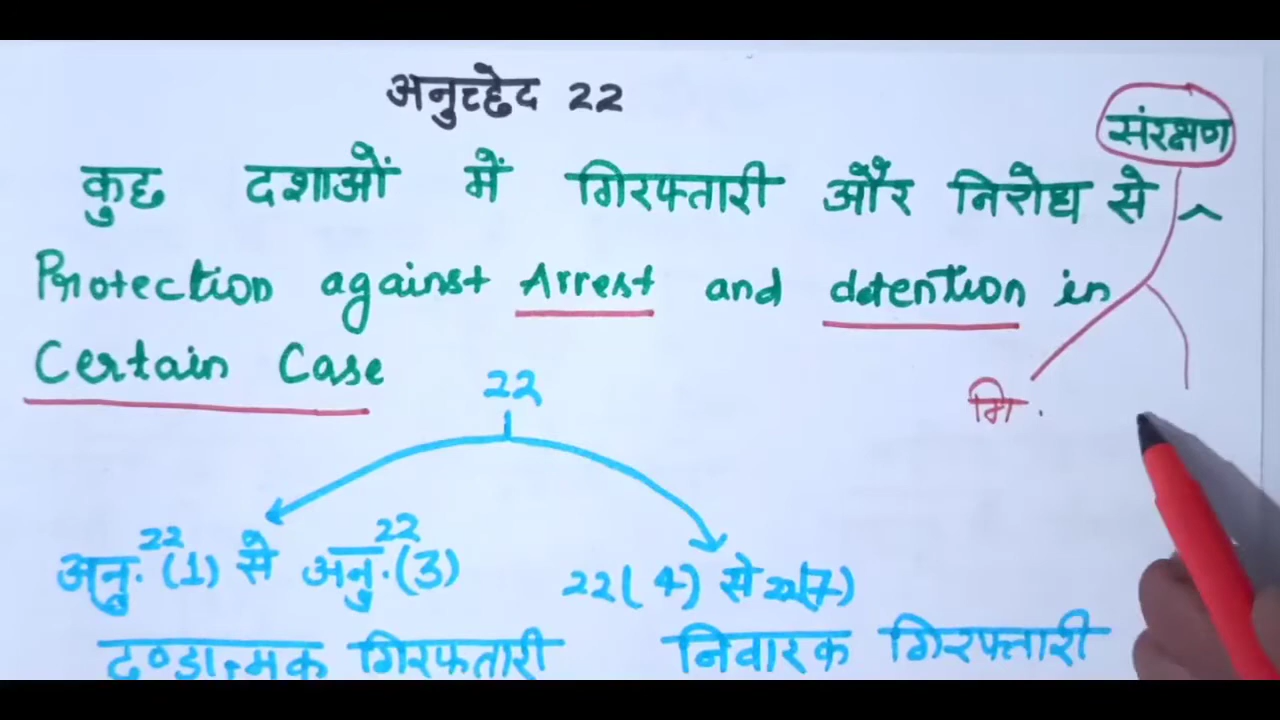 अनुच्छेद 22
संरक्षण
कुछ दशाओं में गिरफ्तारी और निरोध से ^
Protection against Arrest and detention in
Certain Case
22
गि.
अनु. 22(1) से अनु. 22(3)
22(4) से 22(7)
दण्डात्मक गिरफतारी
निवारक गिरफ्तारी